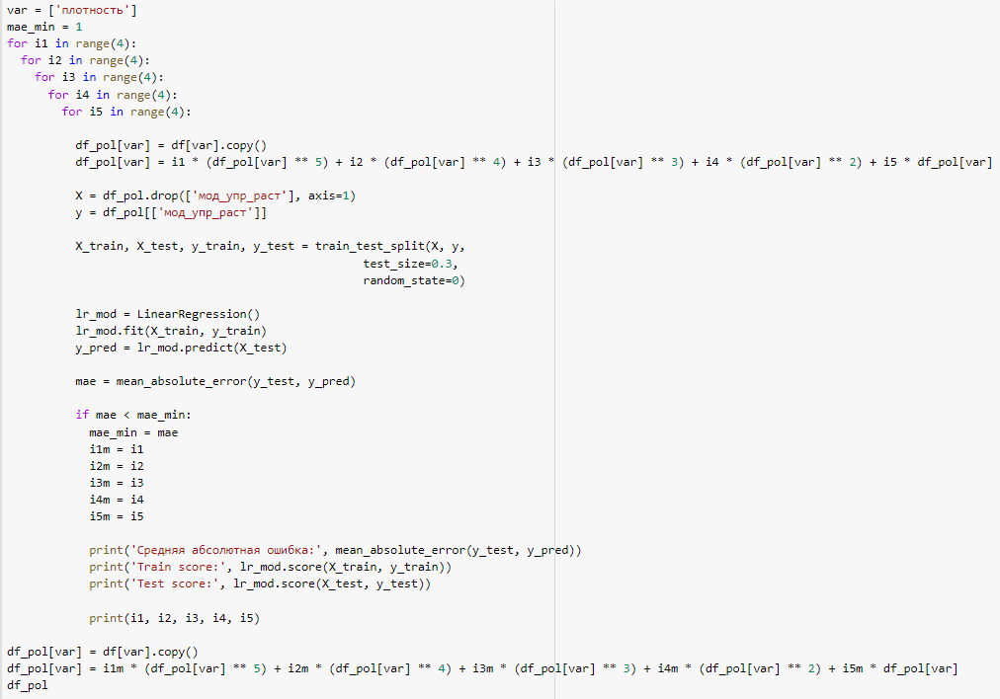 var = ['плотность']
mae_min = 1
for i1 in range(4):
  for i2 in range(4):
    for i3 in range(4):
      for i4 in range(4):
        for i5 in range(4):

          df_pol[var] = df[var].copy()
          df_pol[var] = i1 * (df_pol[var] ** 5) + i2 * (df_pol[var] ** 4) + i3 * (df_pol[var] ** 3) + i4 * (df_pol[var] ** 2) + i5 * df_pol[var]

          X = df_pol.drop(['мод_упр_раст'], axis=1)
          y = df_pol[['мод_упр_раст']]

          X_train, X_test, y_train, y_test = train_test_split(X, y,
                                                    test_size=0.3,
                                                    random_state=0)

          lr_mod = LinearRegression()
          lr_mod.fit(X_train, y_train)
          y_pred = lr_mod.predict(X_test)

          mae = mean_absolute_error(y_test, y_pred)

          if mae < mae_min:
            mae_min = mae
            i1m = i1
            i2m = i2
            i3m = i3
            i4m = i4
            i5m = i5

            print('Средняя абсолютная ошибка:', mean_absolute_error(y_test, y_pred))
            print('Train score:', lr_mod.score(X_train, y_train))
            print('Test score:', lr_mod.score(X_test, y_test))

            print(i1, i2, i3, i4, i5)

df_pol[var] = df[var].copy()
df_pol[var] = i1m * (df_pol[var] ** 5) + i2m * (df_pol[var] ** 4) + i3m * (df_pol[var] ** 3) + i4m * (df_pol[var] ** 2) + i5m * df_pol[var]
df_pol